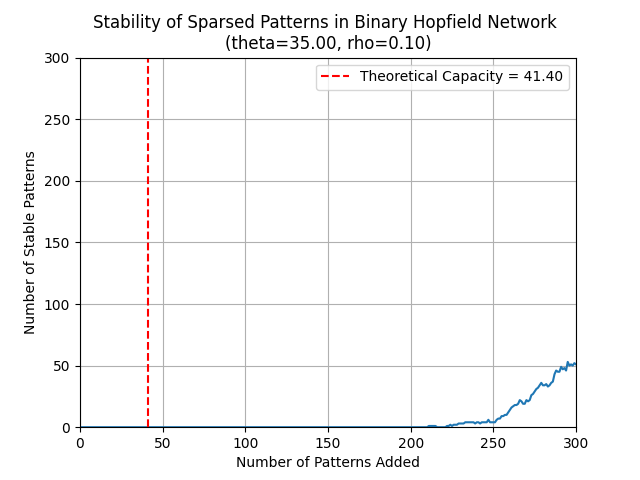 Stability of Sparsed Patterns in Binary Hopfield Network
(theta=35.00, rho=0.10)
Theoretical Capacity = 41.40
Number of Stable Patterns
300
250
200
150
100
50
0
0 50 100 150 200 250 300
Number of Patterns Added